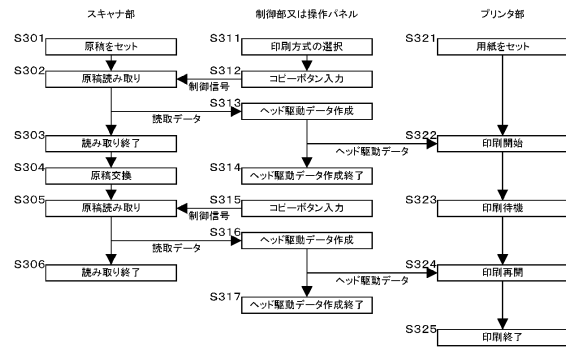 スキャナ部
制御部又は操作パネル
プリンタ部
S301
原稿をセット
S311
印刷方式の選択
S321
用紙をセット
S302
原稿読み取り
S312
コピーボタン入力
制御信号
S313
ヘッド駆動データ作成
読取データ
S303
読み取り終了
S322
印刷開始
ヘッド駆動データ
S304
原稿交換
S314
ヘッド駆動データ作成終了
S305
原稿読み取り
S315
コピーボタン入力
制御信号
S323
印刷待機
S316
ヘッド駆動データ作成
読取データ
S306
読み取り終了
S324
印刷再開
ヘッド駆動データ
S317
ヘッド駆動データ作成終了
S325
印刷終了